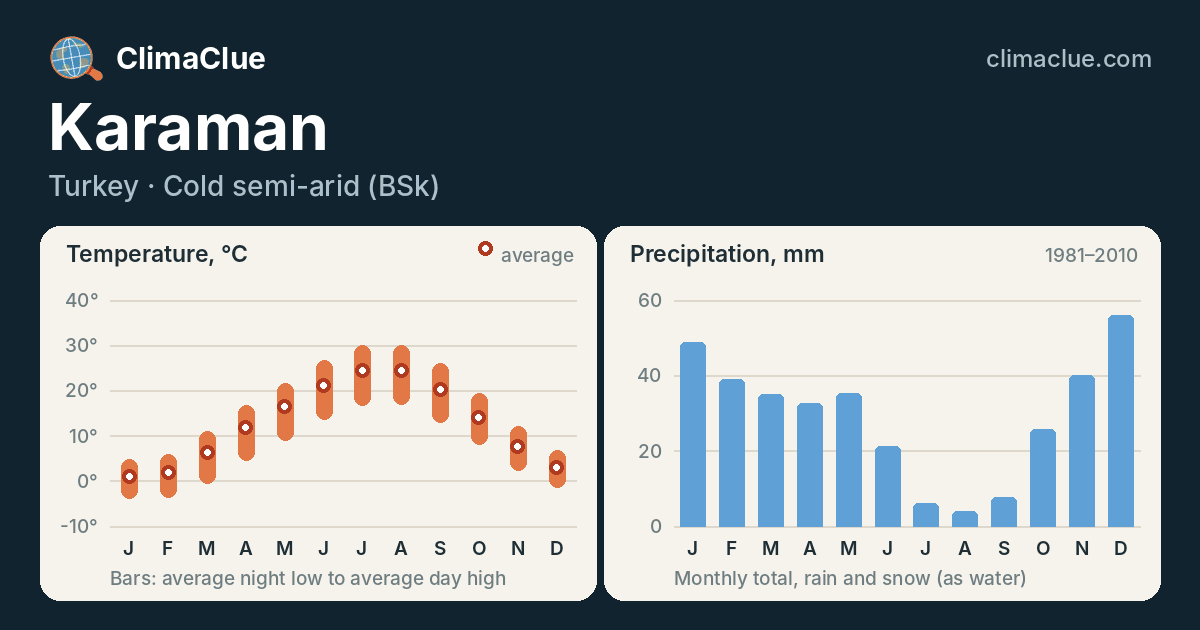 ClimaClue
climaclue.com
Karaman
Turkey · Cold semi-arid (BSk)
Temperature, °C
average
40°
30°
20°
10°
0°
-10°
J F M A M J J A S O N D
Bars: average night low to average day high
Precipitation, mm
1981–2010
60
40
20
0
J F M A M J J A S O N D
Monthly total, rain and snow (as water)